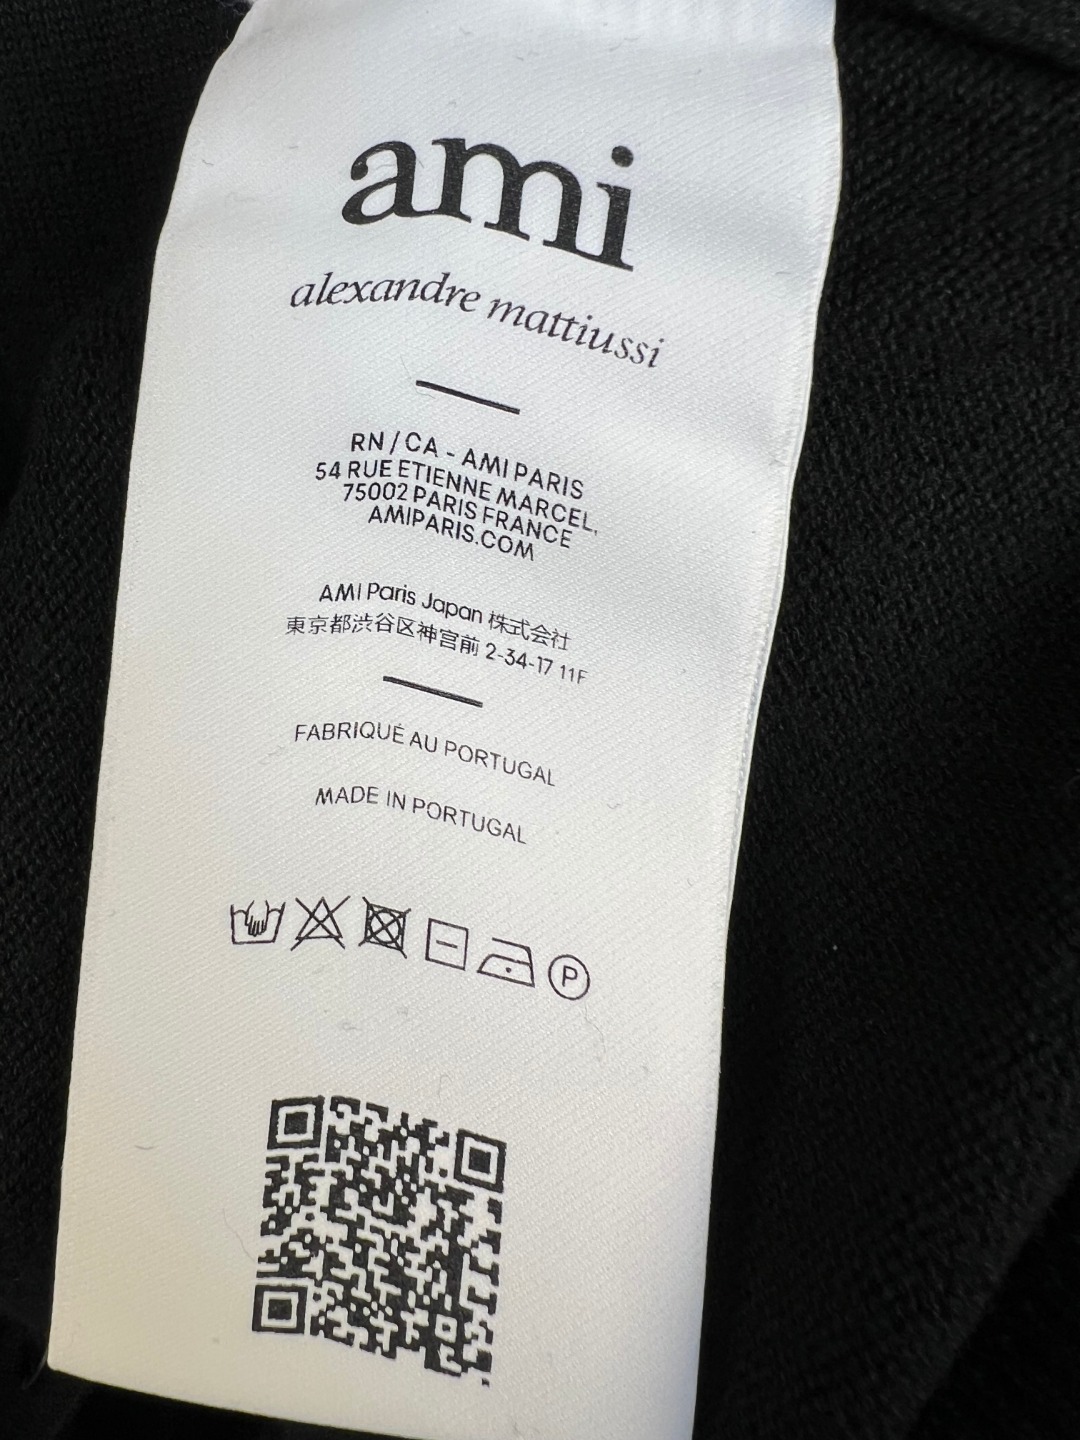 ami
alexandre mattiussi
RN / CA - AMI PARIS
54 RUE ETIENNE MARCEL,
75002 PARIS FRANCE
AMIPARIS.COM
AMI Paris Japan 株式会社
東京都渋谷区神宮前 2-34-17 11F
FABRIQUÉ AU PORTUGAL
MADE IN PORTUGAL
P